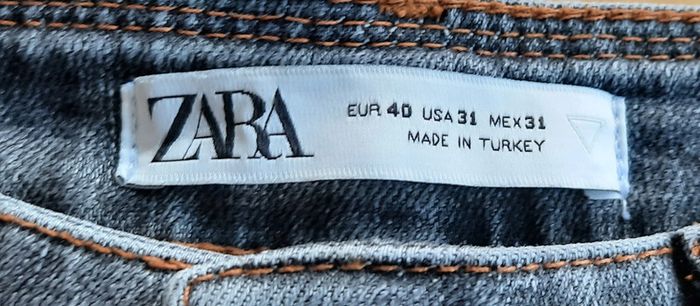 ZARA
EUR 40 USA 31 MEX 31
MADE IN TURKEY